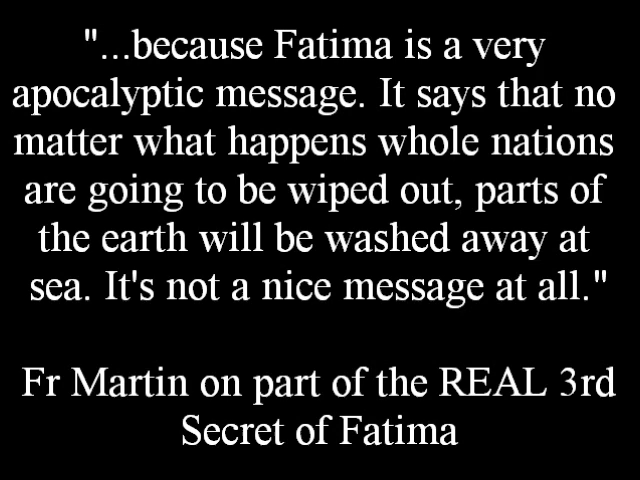 "...because Fatima is a very
apocalyptic message. It says that no
matter what happens whole nations
are going to be wiped out, parts of
the earth will be washed away at
sea. It's not a nice message at all."
Fr Martin on part of the REAL 3rd
Secret of Fatima